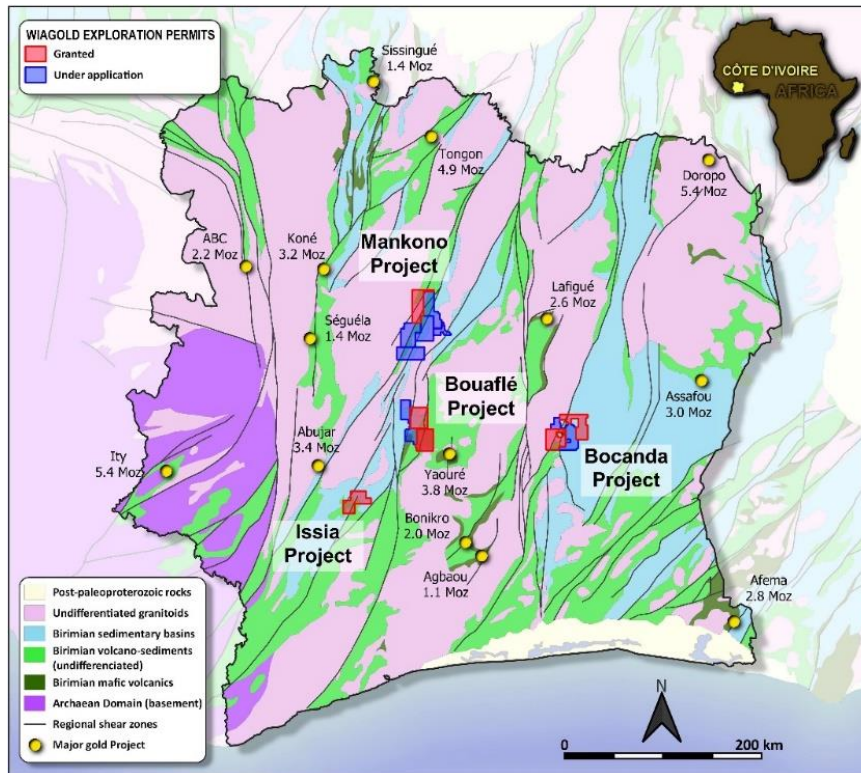 WIAGOLD EXPLORATION PERMITS
Granted
Under application
CÔTE D'IVOIRE
AFRICA
Sissingué
1.4 Moz
Tongon
4.9 Moz
Doropo
5.4 Moz
ABC
2.2 Moz
Koné
3.2 Moz
Mankono
Project
Lafigué
2.6 Moz
Séguéla
1.4 Moz
Bouaflé
Project
Assafou
3.0 Moz
Abujar
3.4 Moz
Ity
5.4 Moz
Yaouré
3.8 Moz
Bocanda
Project
Issia
Project
Bonikro
2.0 Moz
Agbaou
1.1 Moz
Afema
2.8 Moz
Post-paleoproterozoic rocks
Undifferentiated granitoids
Birimian sedimentary basins
Birimian volcano-sediments
(undifferenciated)
Birimian mafic volcanics
Archaean Domain (basement)
Regional shear zones
Major gold Project
N
0 200 km